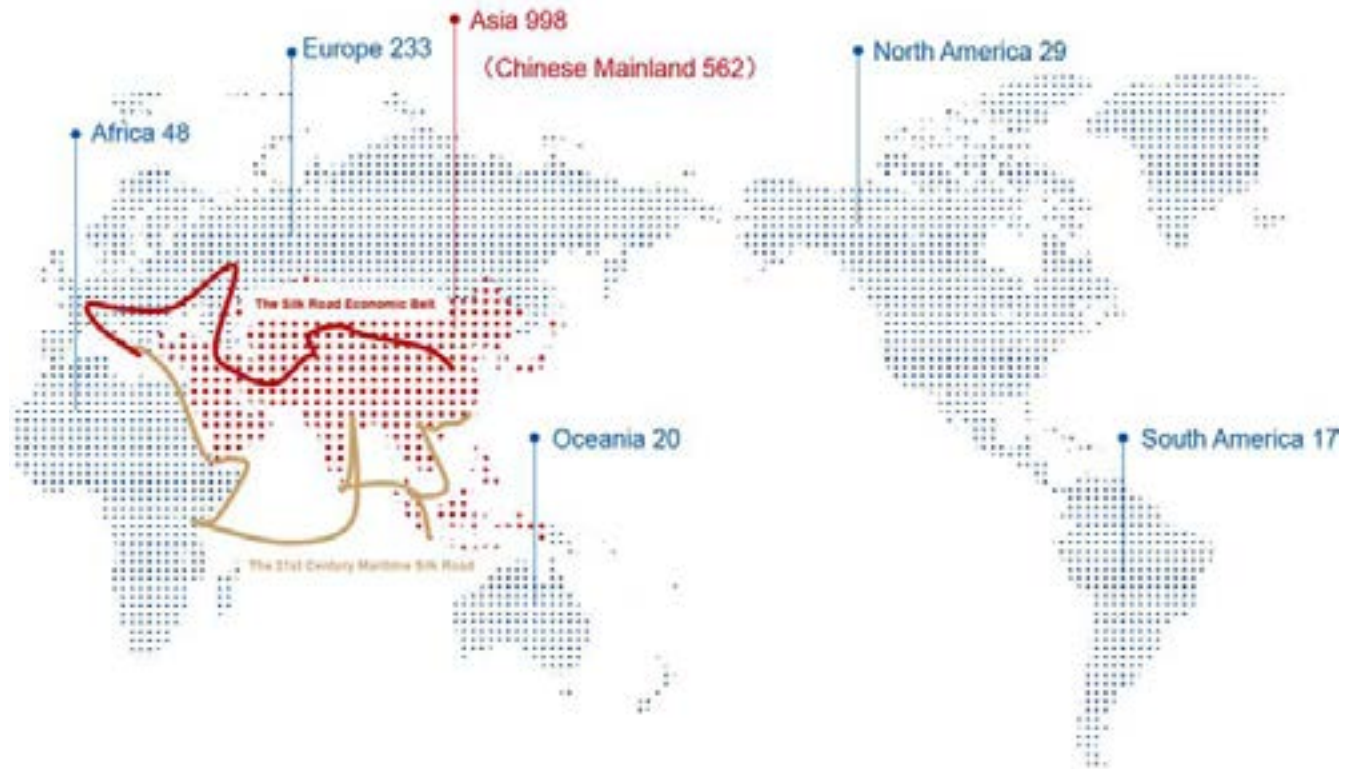 Asia 998
(Chinese Mainland 562)
Europe 233
North America 29
Africa 48
The Silk Road Economic Belt
Oceania 20
South America 17
The 21st Century Maritime Silk Road